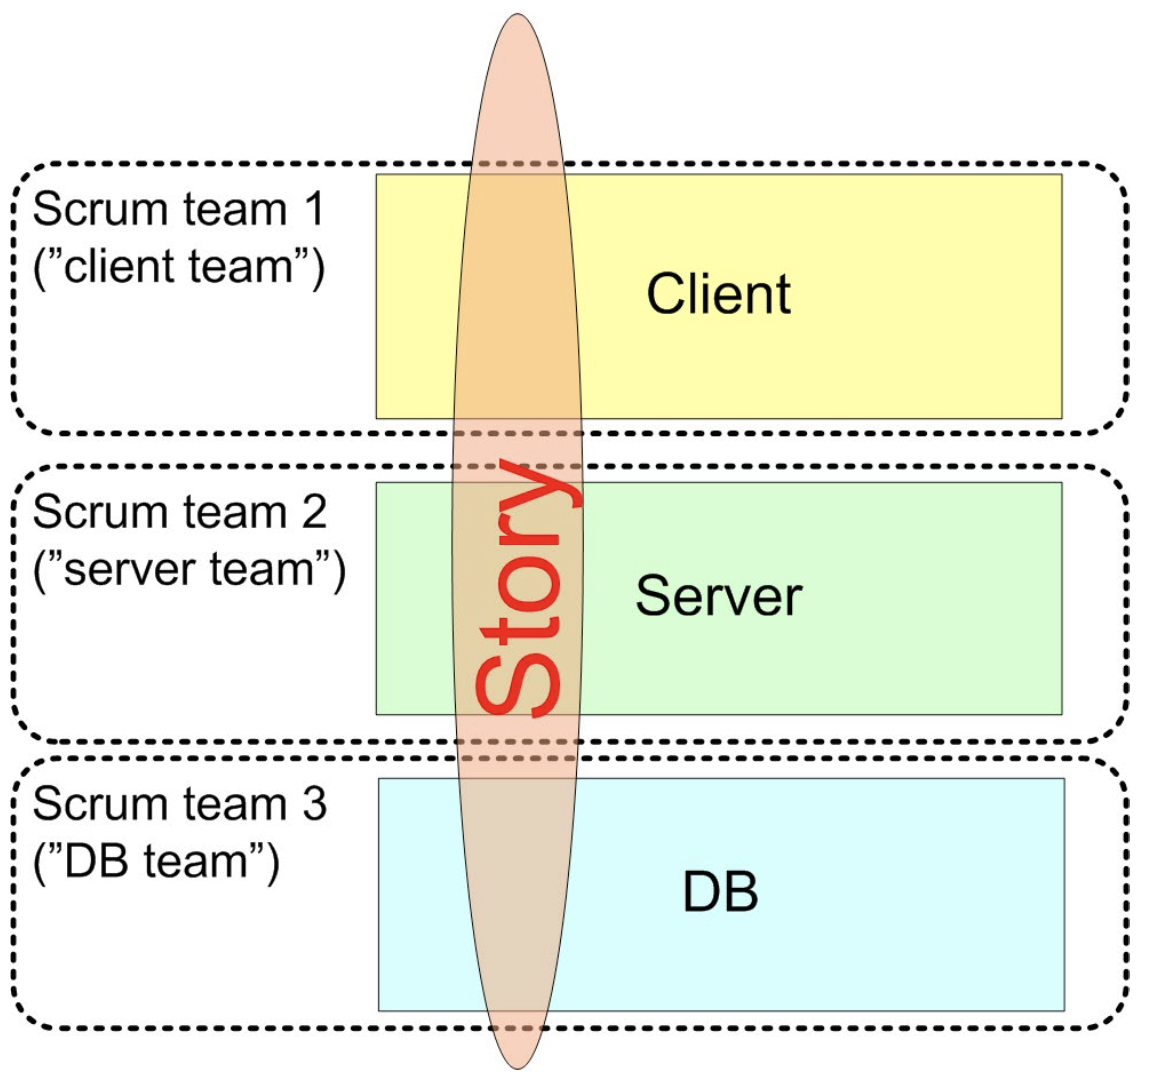 Scrum team 1
(”client team”)
Client
Scrum team 2
(”server team”)
Server
Story
Scrum team 3
(”DB team”)
DB